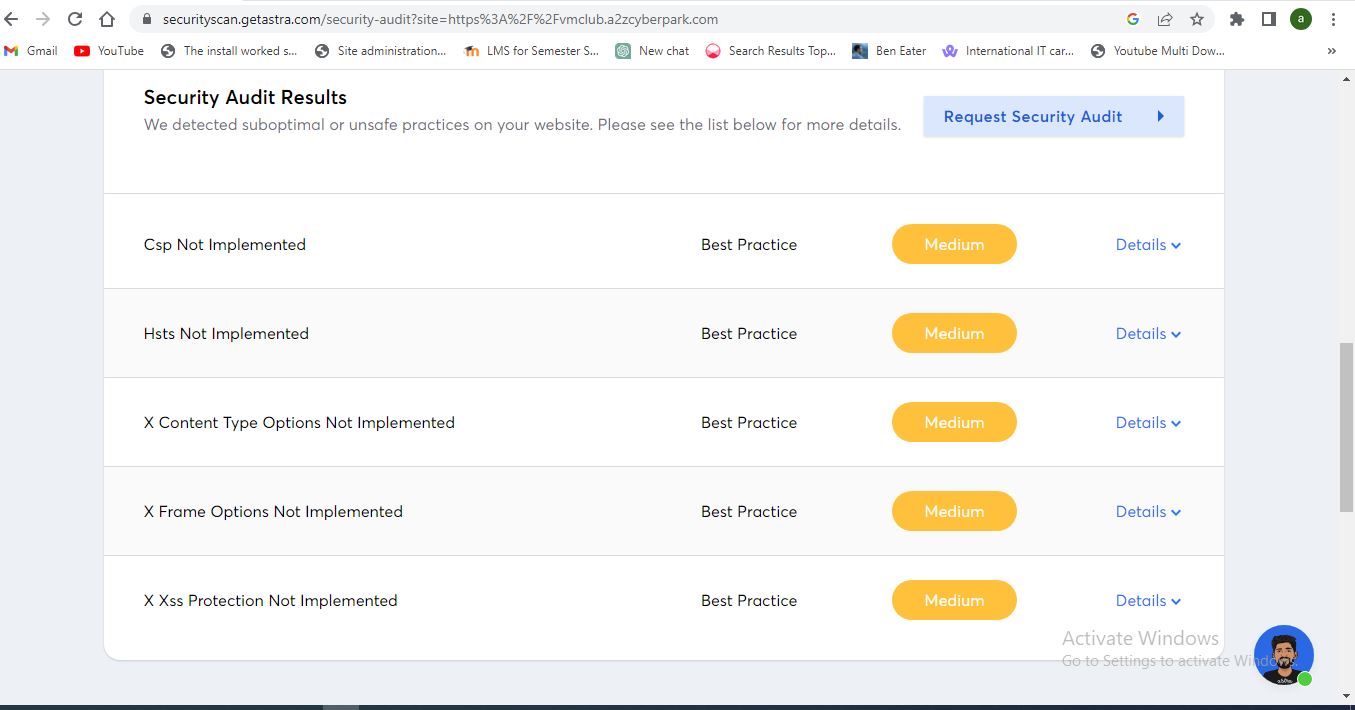 securityscan.getastra.com/security-audit?site=https%3A%2F%2Fvmclub.a2zcyberpark.com
a
Gmail
YouTube
The install worked s...
Site administration...
LMS for Semester S...
New chat
Search Results Top...
Ben Eater
International IT car...
Youtube Multi Dow...
»
Security Audit Results
We detected suboptimal or unsafe practices on your website. Please see the list below for more details.
Request Security Audit
Csp Not Implemented Best Practice Medium Details
Hsts Not Implemented Best Practice Medium Details
X Content Type Options Not Implemented Best Practice Medium Details
X Frame Options Not Implemented Best Practice Medium Details
X Xss Protection Not Implemented Best Practice Medium Details
Activate Windows
Go to Settings to activate Windows.